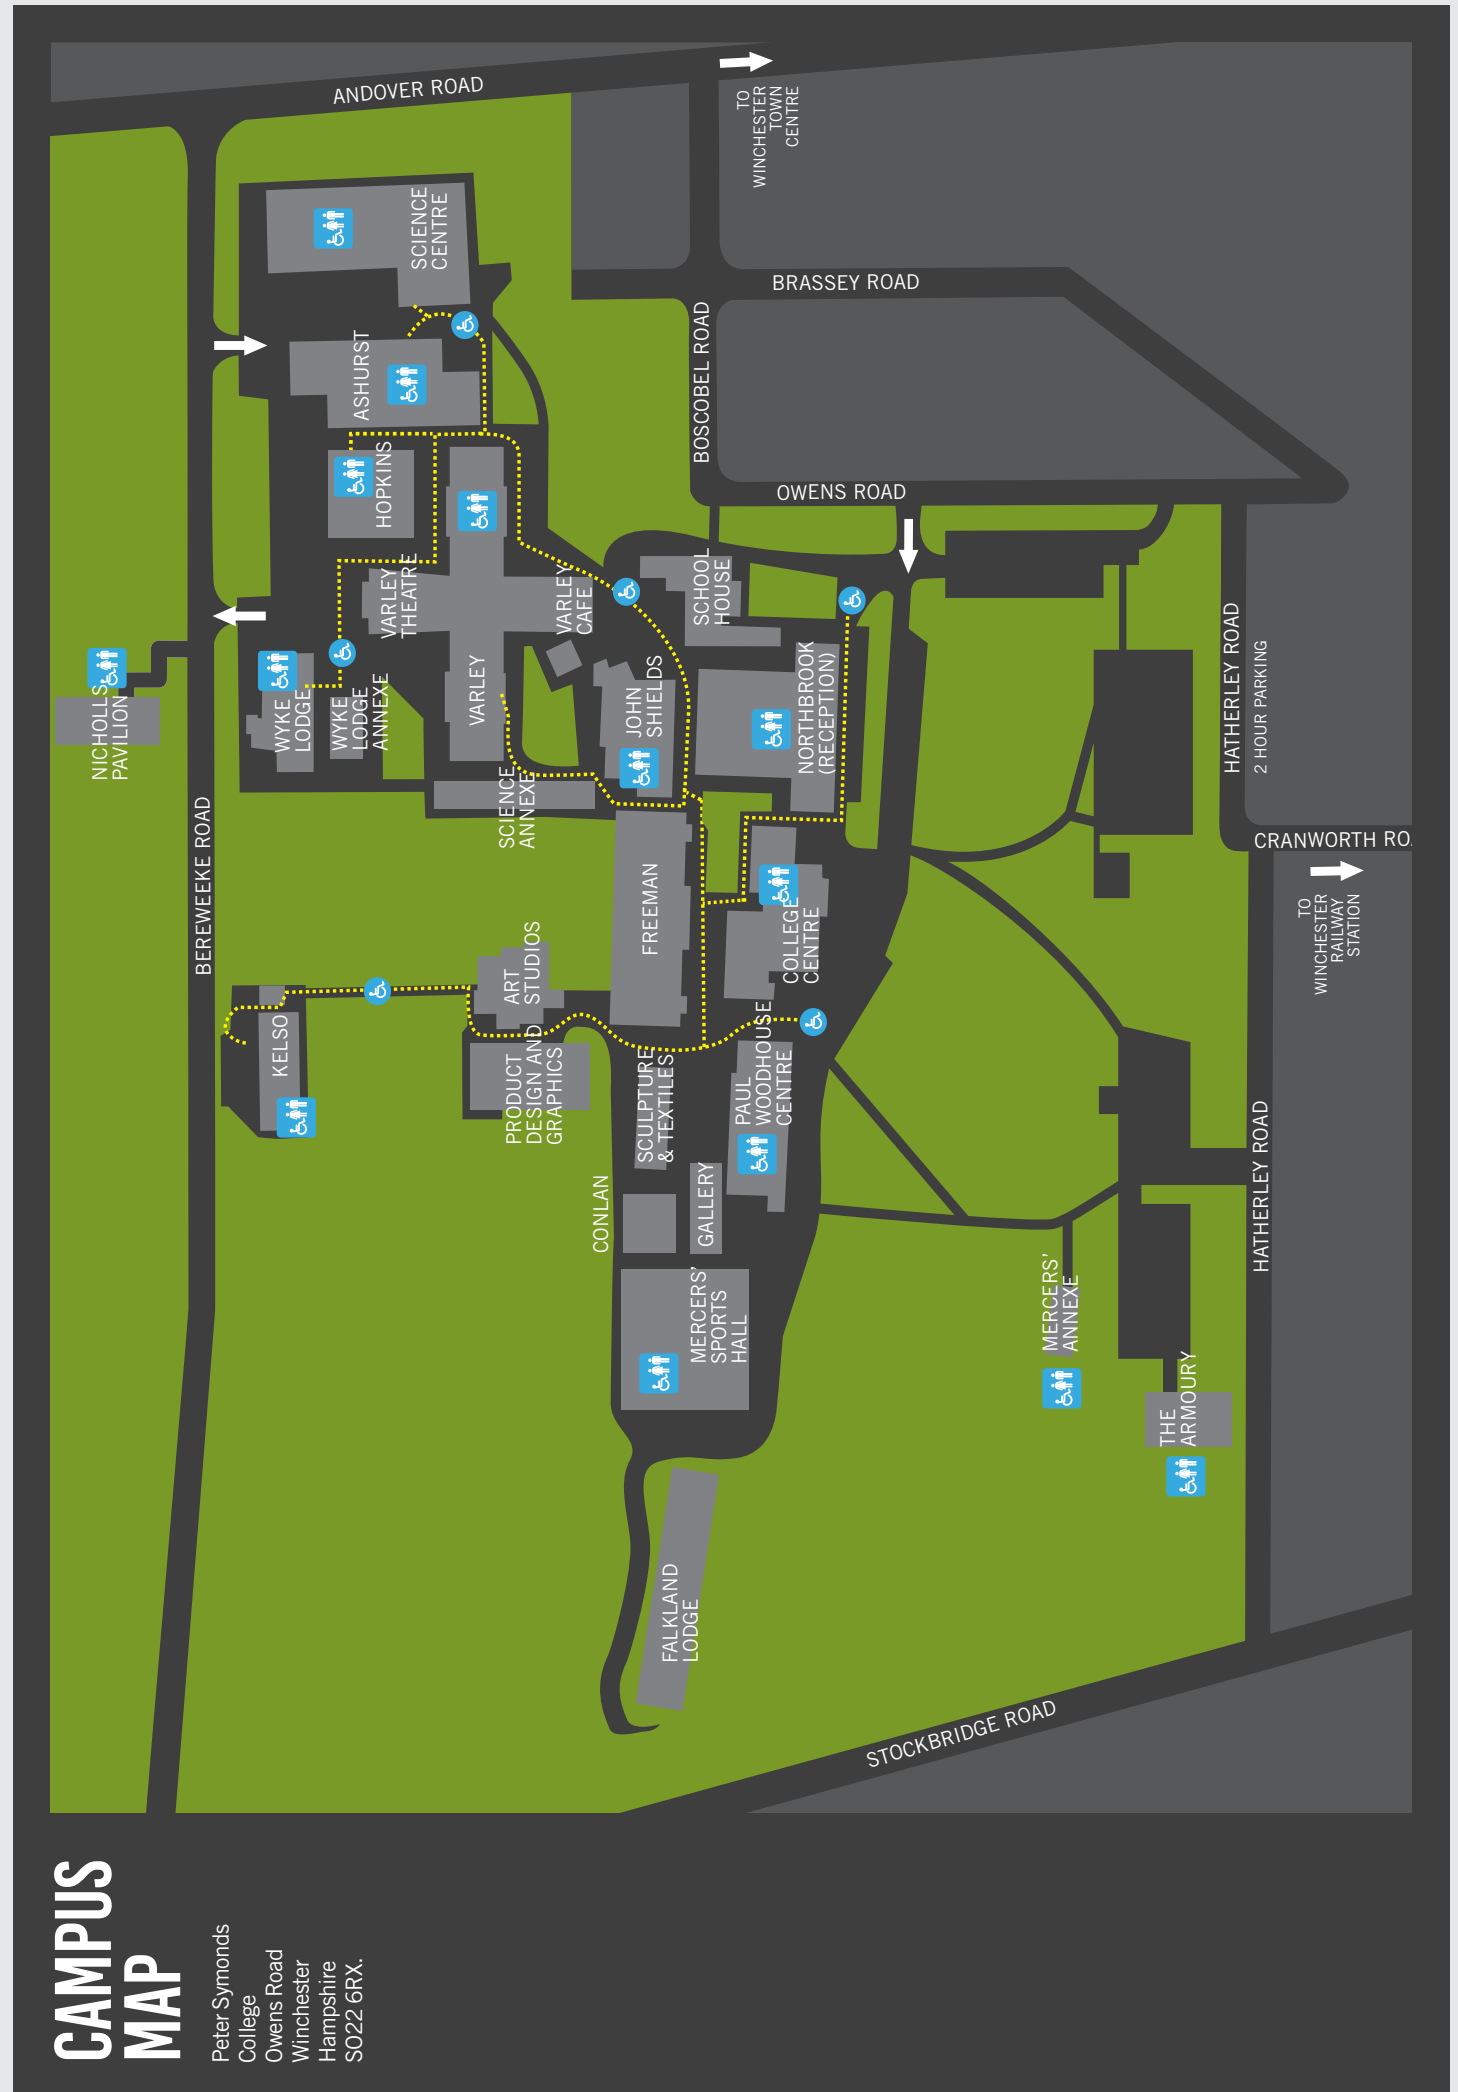 CAMPUS
MAP
Peter Symonds
College
Owens Road
Winchester
Hampshire
SO22 6RX.
ANDOVER ROAD
TO
WINCHESTER
TOWN
CENTRE
SCIENCE
CENTRE
BRASSEY ROAD
BOSCOBEL ROAD
ASHURST
HOPKINS
OWENS ROAD
VARLEY
THEATRE
VARLEY
CAFE
SCHOOL
HOUSE
NICHOLLS
PAVILION
WYKE
LODGE
WYKE
LODGE
ANNEXE
VARLEY
JOHN
SHIELDS
NORTHBROOK
(RECEPTION)
HATHERLEY ROAD
2 HOUR PARKING
SCIENCE
ANNEXE
CRANWORTH RO
TO
WINCHESTER
RAILWAY
STATION
BEREWEEKE ROAD
FREEMAN
COLLEGE
CENTRE
ART
STUDIOS
KELSO
PRODUCT
DESIGN AND
GRAPHICS
SCULPTURE
& TEXTILES
PAUL
WOODHOUSE
CENTRE
CONLAN
GALLERY
HATHERLEY ROAD
MERCERS'
SPORTS
HALL
MERCERS'
ANNEXE
THE
ARMOURY
FALKLAND
LODGE
STOCKBRIDGE ROAD